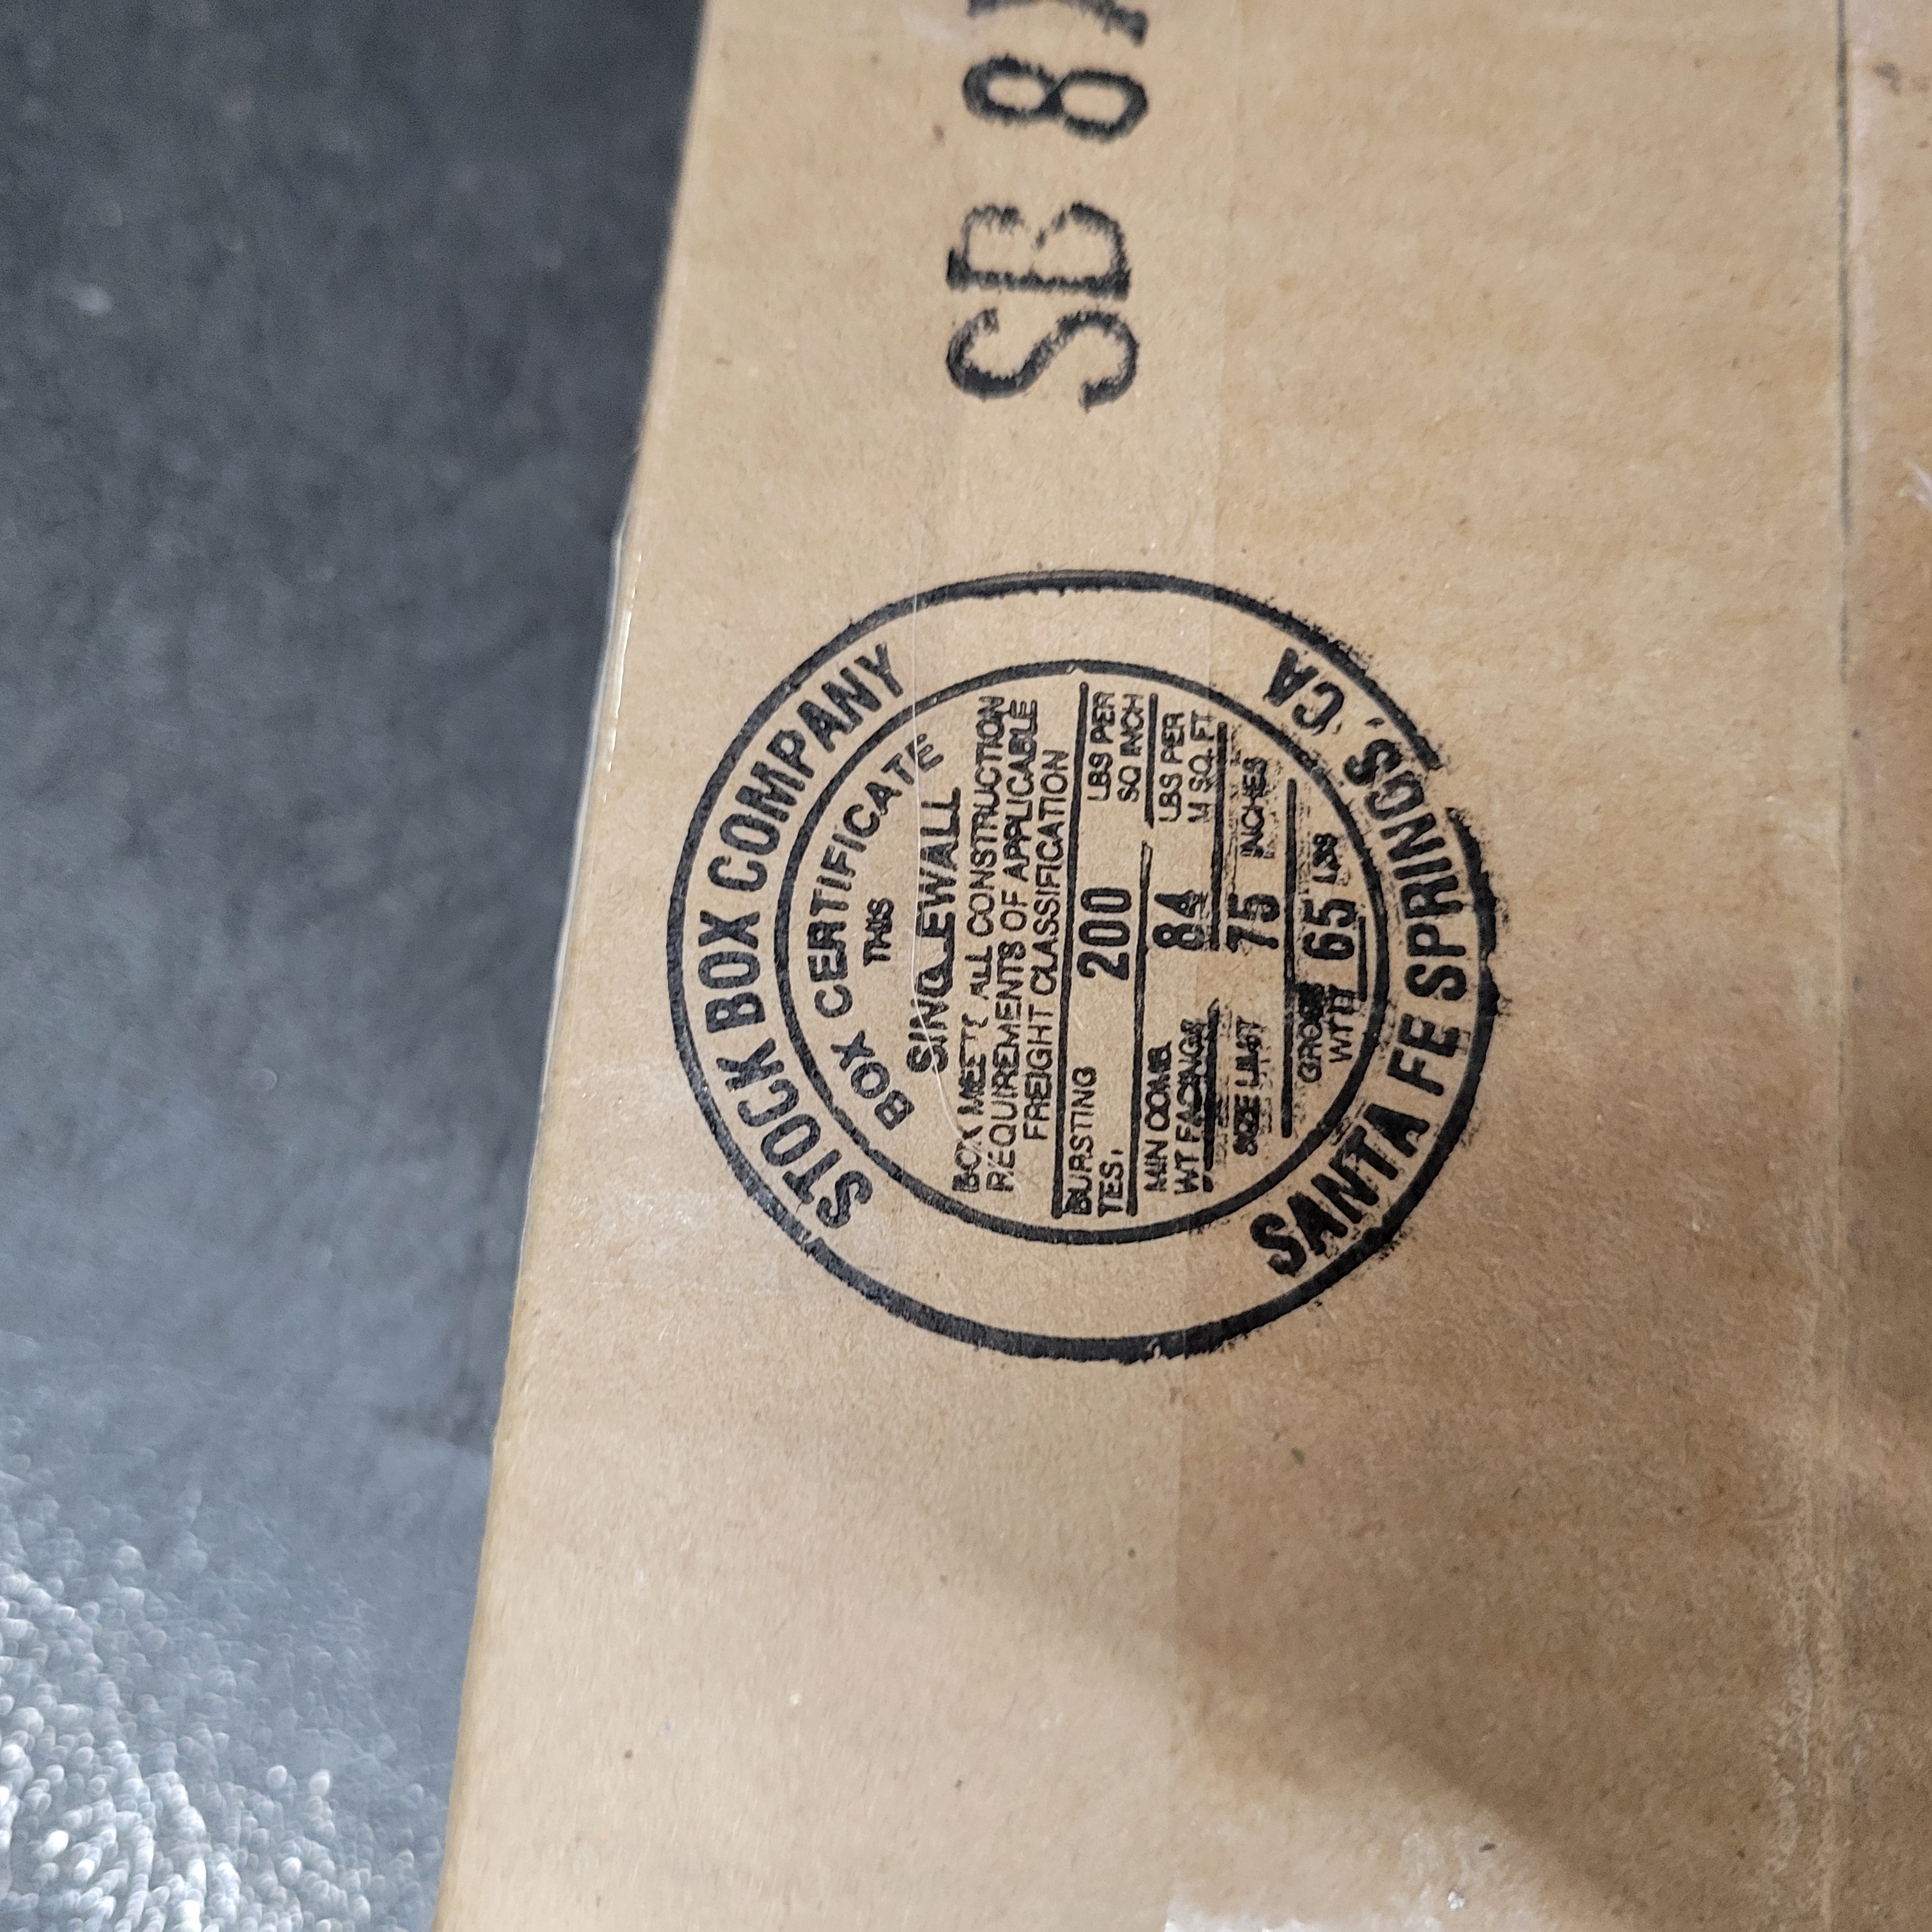 SB 8
STOCK BOX COMPANY
BOX CERTIFICATE
THIS
SINGLEWALL
BOX MEETS ALL CONSTRUCTION
REQUIREMENTS OF APPLICABLE
FREIGHT CLASSIFICATION
BURSTING TES. 200 LBS PER SQ INCH
MIN COMB. WT FACINGS 84 LBS PER M SQ. FT
SIZE LIMIT 75 INCHES
GROSS WT LT 65 LBS
SANTA FE SPRINGS, CA